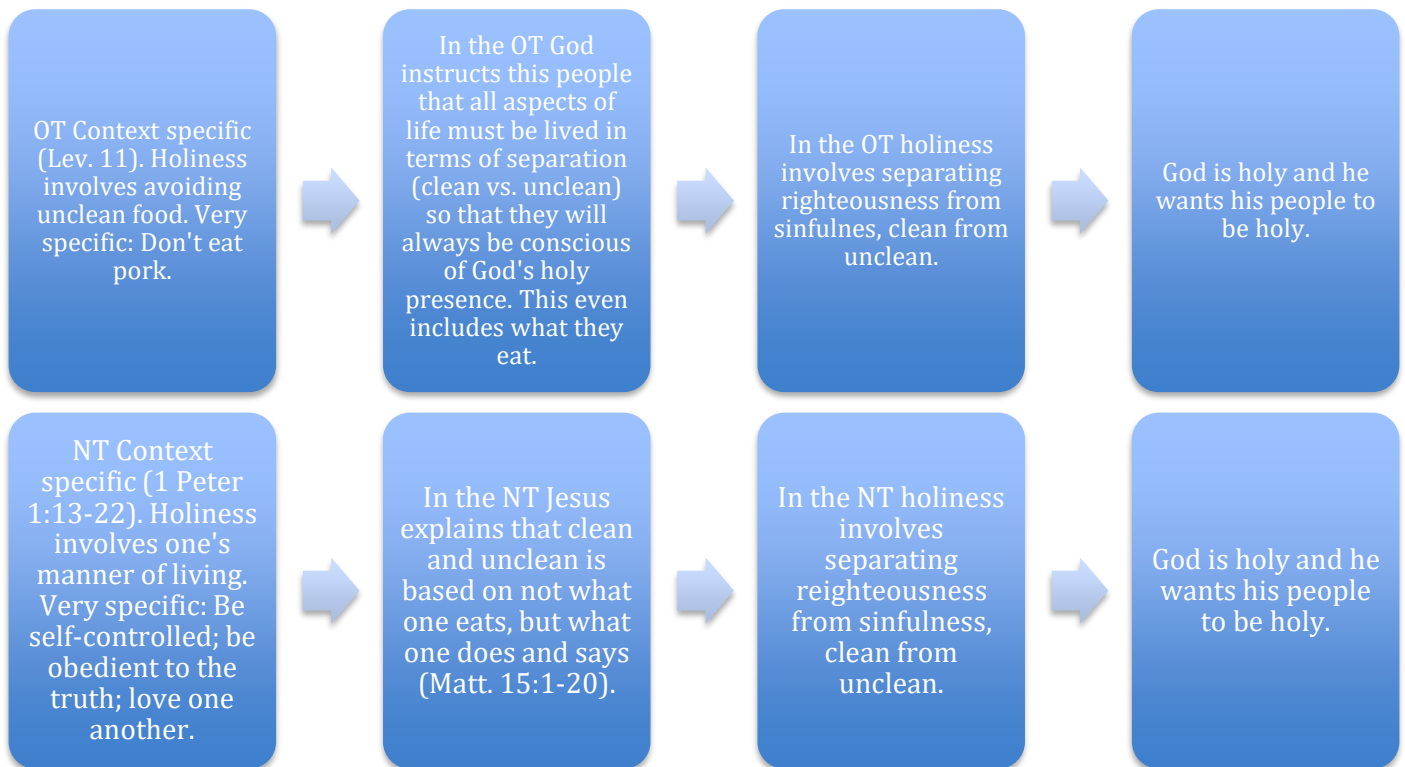 OT Context specific
(Lev. 11). Holiness
involves avoiding
unclean food. Very
specific: Don't eat
pork.
In the OT God
instructs this people
that all aspects of
life must be lived in
terms of separation
(clean vs. unclean)
so that they will
always be conscious
of God's holy
presence. This even
includes what they
eat.
In the OT holiness
involves separating
righteousness from
sinfulnes, clean from
unclean.
God is holy and he
wants his people to
be holy.
NT Context
specific (1 Peter
1:13-22). Holiness
involves one's
manner of living.
Very specific: Be
self-controlled; be
obedient to the
truth; love one
another.
In the NT Jesus
explains that clean
and unclean is
based on not what
one eats, but what
one does and says
(Matt. 15:1-20).
In the NT holiness
involves
separating
reighteousness
from sinfulness,
clean from
unclean.
God is holy and he
wants his people
to be holy.